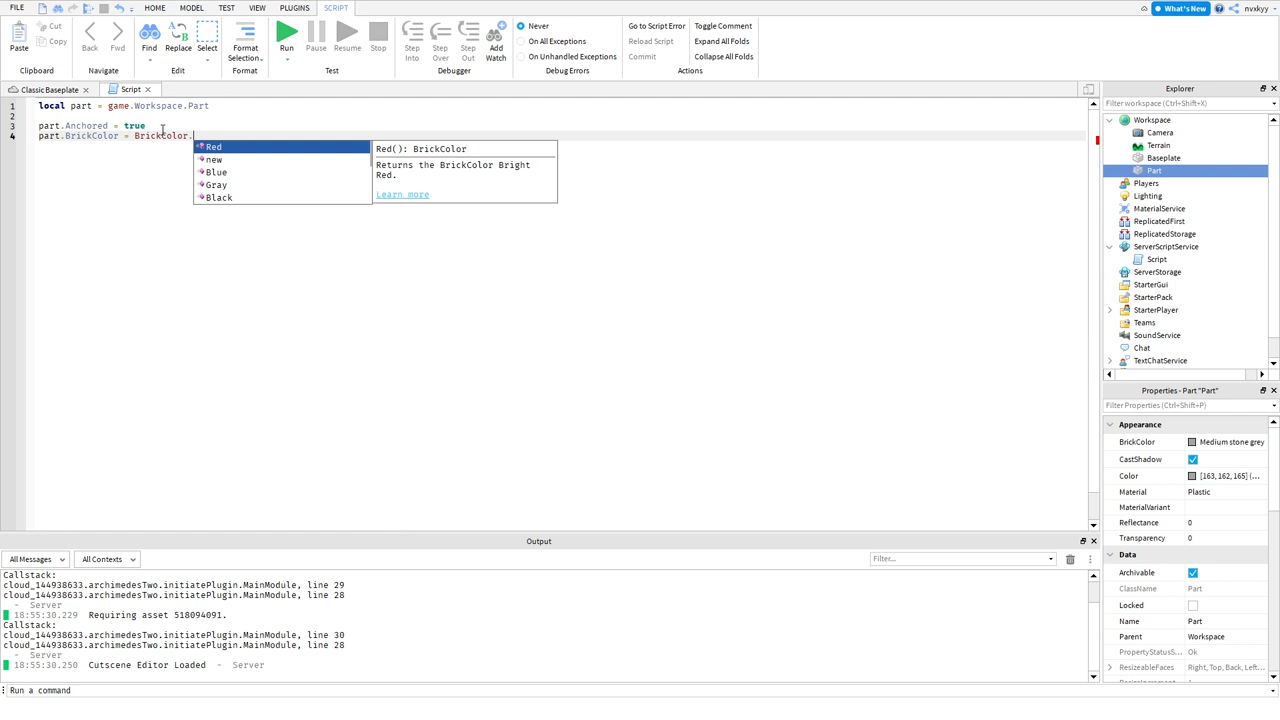 FILE HOME MODEL TEST VIEW PLUGINS SCRIPT What's New nvxkyy
Paste Cut Copy Back Fwd Find Replace Select Format Selection Run Pause Resume Stop Step Into Step Over Step Out Add Watch
Never On All Exceptions On Unhandled Exceptions
Go to Script Error Reload Script Commit
Toggle Comment Expand All Folds Collapse All Folds
Clipboard Navigate Edit Format Test Debugger Debug Errors Actions
Classic Baseplate Script
1 local part = game.Workspace.Part
2
3 part.Anchored = true
4 part.BrickColor = BrickColor.
Red
new
Blue
Gray
Black
Red(): BrickColor
Returns the BrickColor Bright
Red.
Learn more
Explorer
Filter workspace (Ctrl+Shift+X)
Workspace
Camera
Terrain
Baseplate
Part
Players
Lighting
MaterialService
ReplicatedFirst
ReplicatedStorage
ServerScriptService
Script
ServerStorage
StarterGui
StarterPack
StarterPlayer
Teams
SoundService
Chat
TextChatService
Properties - Part "Part"
Filter Properties (Ctrl+Shift+P)
Appearance
BrickColor Medium stone grey
CastShadow
Color [163, 162, 165] (...
Material Plastic
MaterialVariant
Reflectance 0
Transparency 0
Data
Archivable
ClassName Part
Locked
Name Part
Parent Workspace
PropertyStatusS... Ok
ResizeableFaces Right, Top, Back, Left...
Output
All Messages All Contexts Filter...
Callstack:
cloud_144938633.archimedesTwo.initiatePlugin.MainModule, line 29
cloud_144938633.archimedesTwo.initiatePlugin.MainModule, line 28
- Server
18:55:30.229 Requiring asset 518094091.
Callstack:
cloud_144938633.archimedesTwo.initiatePlugin.MainModule, line 30
cloud_144938633.archimedesTwo.initiatePlugin.MainModule, line 28
- Server
18:55:30.250 Cutscene Editor Loaded - Server
Run a command